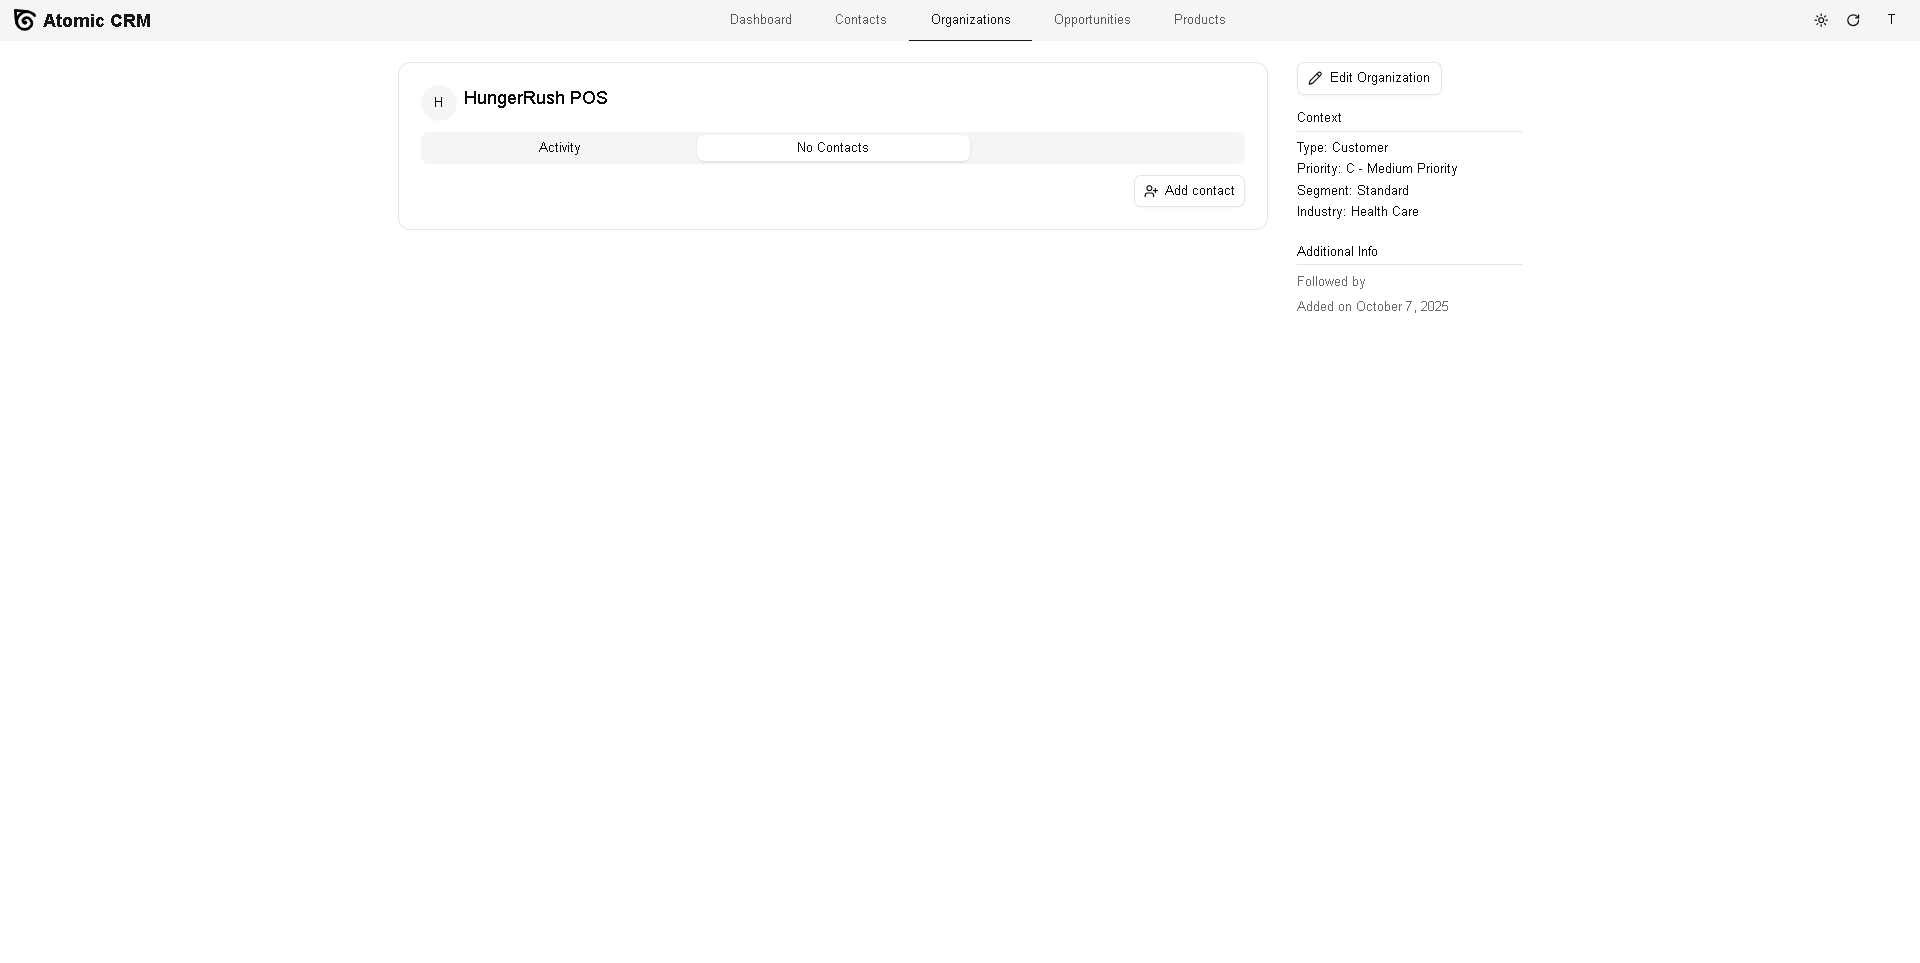 Atomic CRM
Dashboard
Contacts
Organizations
Opportunities
Products
T
H
HungerRush POS
Activity
No Contacts
Add contact
Edit Organization
Context
Type: Customer
Priority: C - Medium Priority
Segment: Standard
Industry: Health Care
Additional Info
Followed by
Added on October 7, 2025